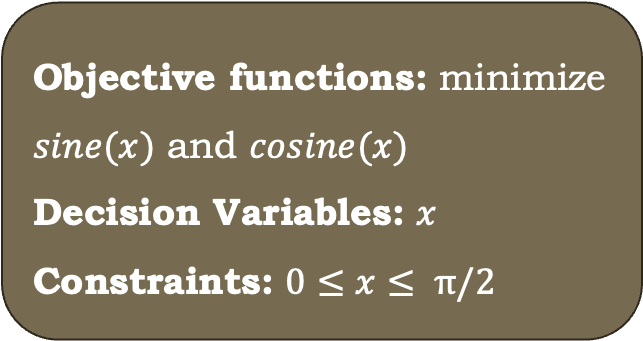 Objective functions: minimize
sine(x) and cosine(x)
Decision Variables: x
Constraints: 0 ≤ x ≤ π/2